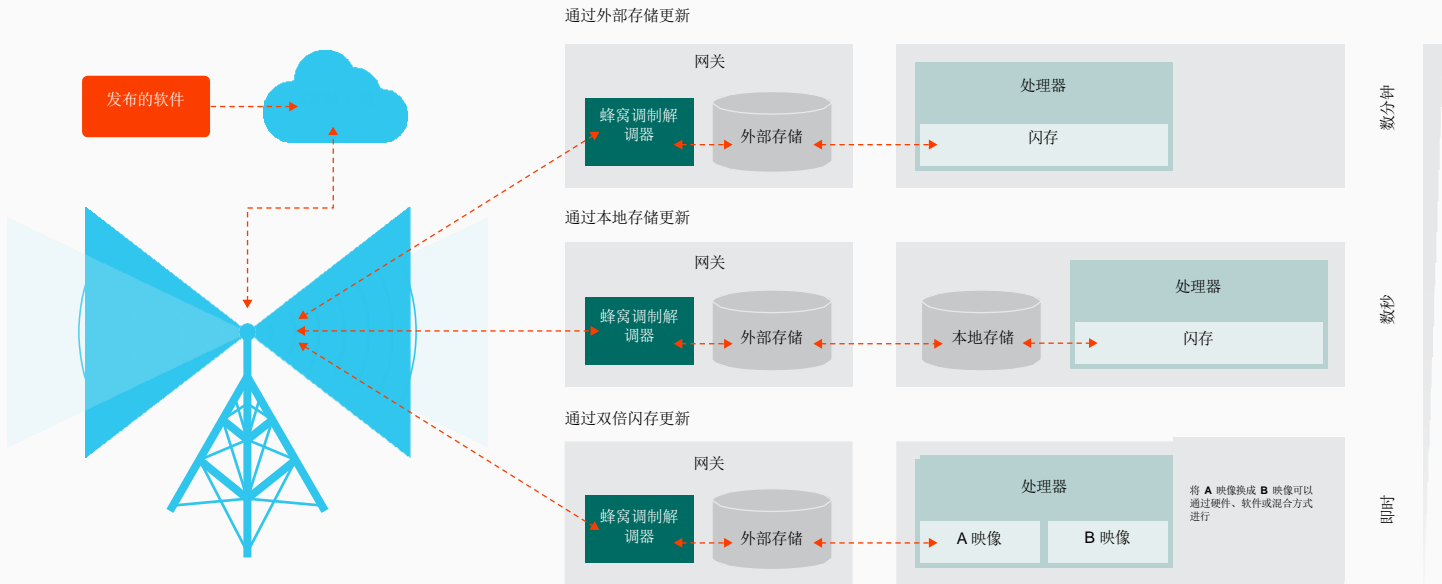 通过外部存储更新
网关
发布的软件
蜂窝调制解
调器
外部存储
处理器
闪存
数分钟
通过本地存储更新
网关
蜂窝调制解
调器
外部存储
本地存储
处理器
闪存
数秒
通过双倍闪存更新
网关
蜂窝调制解
调器
外部存储
处理器
A 映像
B 映像
将 A 映像换成 B 映像可以
通过硬件、软件或混合方式
进行
即时